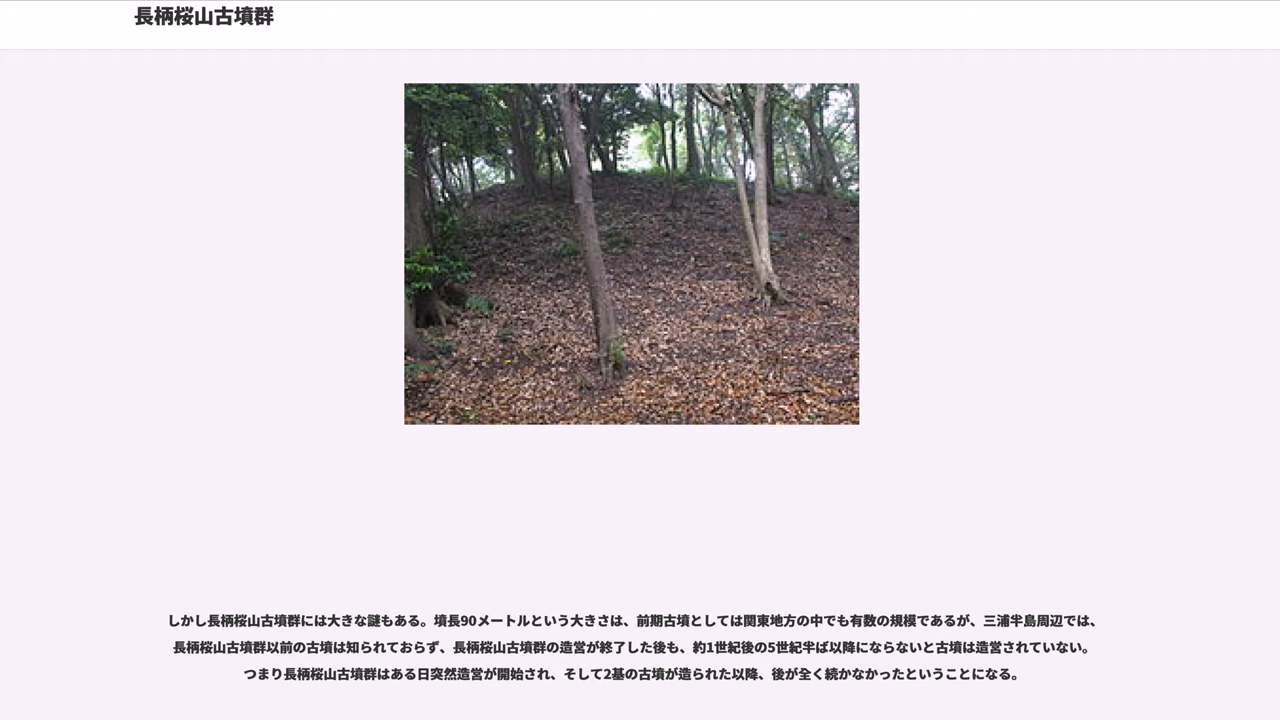 長柄桜山古墳群
しかし長柄桜山古墳群には大きな謎もある。墳長90メートルという大きさは、前期古墳としては関東地方の中でも有数の規模であるが、三浦半島周辺では、
長柄桜山古墳群以前の古墳は知られておらず、長柄桜山古墳群の造営が終了した後も、約1世紀後の5世紀半ば以降にならないと古墳は造営されていない。
つまり長柄桜山古墳群はある日突然造営が開始され、そして2基の古墳が造られた以降、後が全く続かなかったということになる。